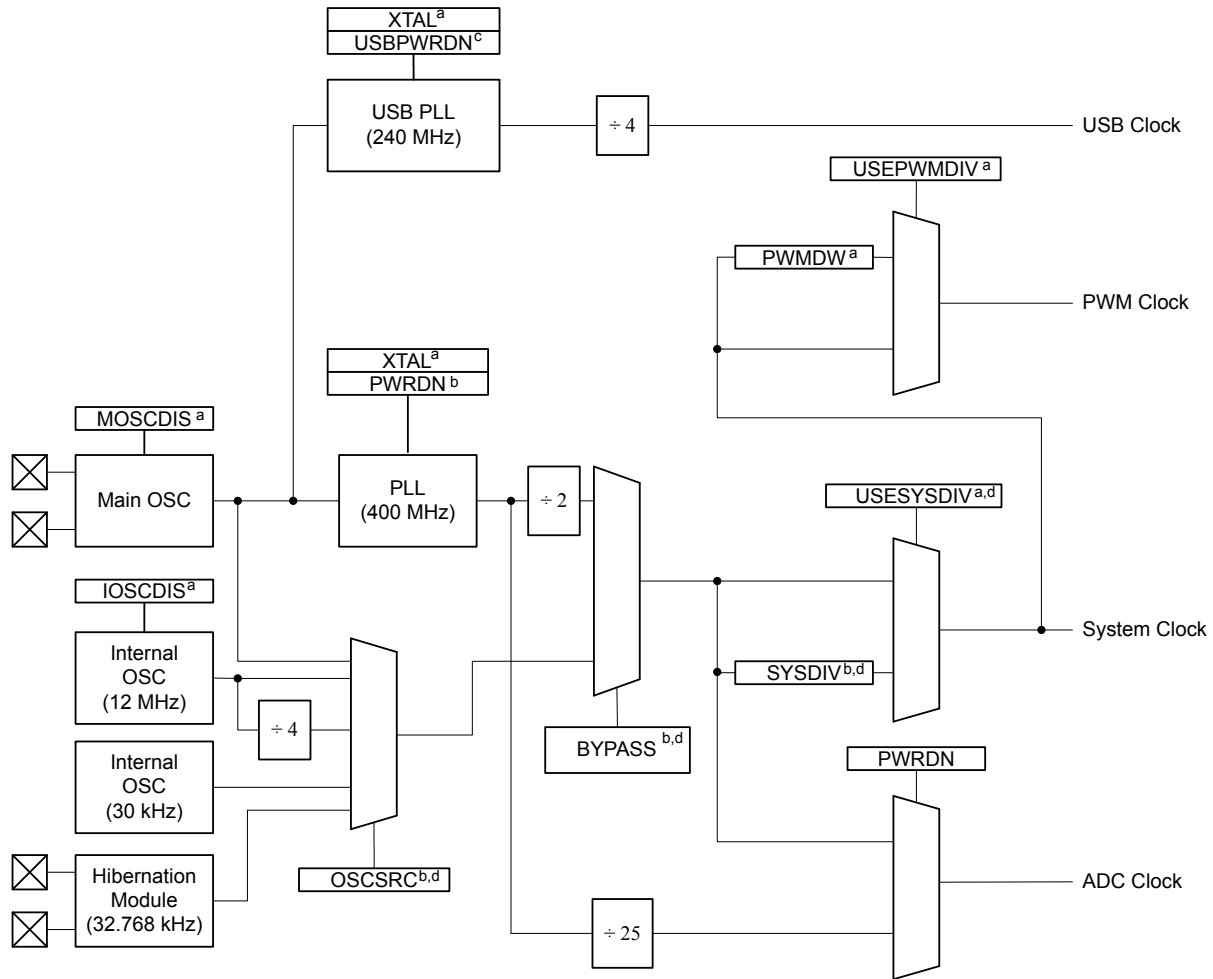 XTALa
USBPWRDNc
USB PLL
(240 MHz)
÷ 4
USB Clock
USEPWMDIV a
PWMDW a
PWM Clock
XTALa
PWRDN b
MOSCDIS a
Main OSC
PLL
(400 MHz)
÷ 2
USESYSDIVa,d
IOSCDISa
Internal
OSC
(12 MHz)
÷ 4
System Clock
SYSDIVb,d
BYPASS b,d
Internal
OSC
(30 kHz)
PWRDN
Hibernation
Module
(32.768 kHz)
OSCSRCb,d
ADC Clock
÷ 25